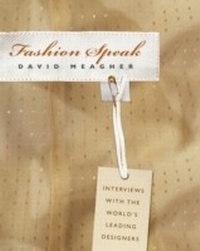 Fashion Speak
DAVID MEAGHER
INTERVIEWS
WITH THE
WORLD'S
LEADING
DESIGNERS